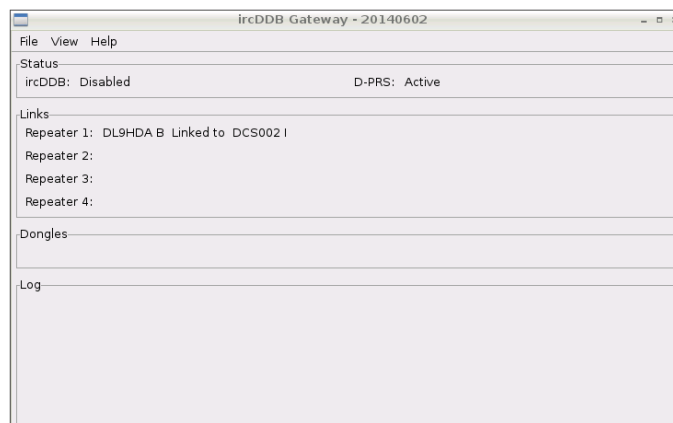 ircDDB Gateway - 20140602
File View Help
Status
ircDDB: Disabled D-PRS: Active
Links
Repeater 1: DL9HDA B Linked to DCS002 I
Repeater 2:
Repeater 3:
Repeater 4:
Dongles
Log